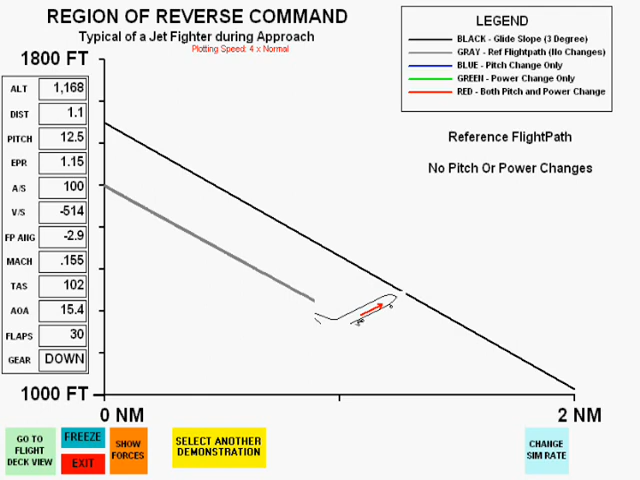 REGION OF REVERSE COMMAND
Typical of a Jet Fighter during Approach
Plotting Speed: 4 x Normal
LEGEND
BLACK - Glide Slope (3 Degree)
GRAY - Ref Flightpath (No Changes)
BLUE - Pitch Change Only
GREEN - Power Change Only
RED - Both Pitch and Power Change
1800 FT
ALT 1,168
DIST 1.1
PITCH 12.5
EPR 1.15
A/S 100
V/S -514
FP ANG -2.9
MACH .155
TAS 102
AOA 15.4
FLAPS 30
GEAR DOWN
Reference FlightPath
No Pitch Or Power Changes
1000 FT
0 NM
2 NM
GO TO
FLIGHT
DECK VIEW
FREEZE
EXIT
SHOW
FORCES
SELECT ANOTHER
DEMONSTRATION
CHANGE
SIM RATE